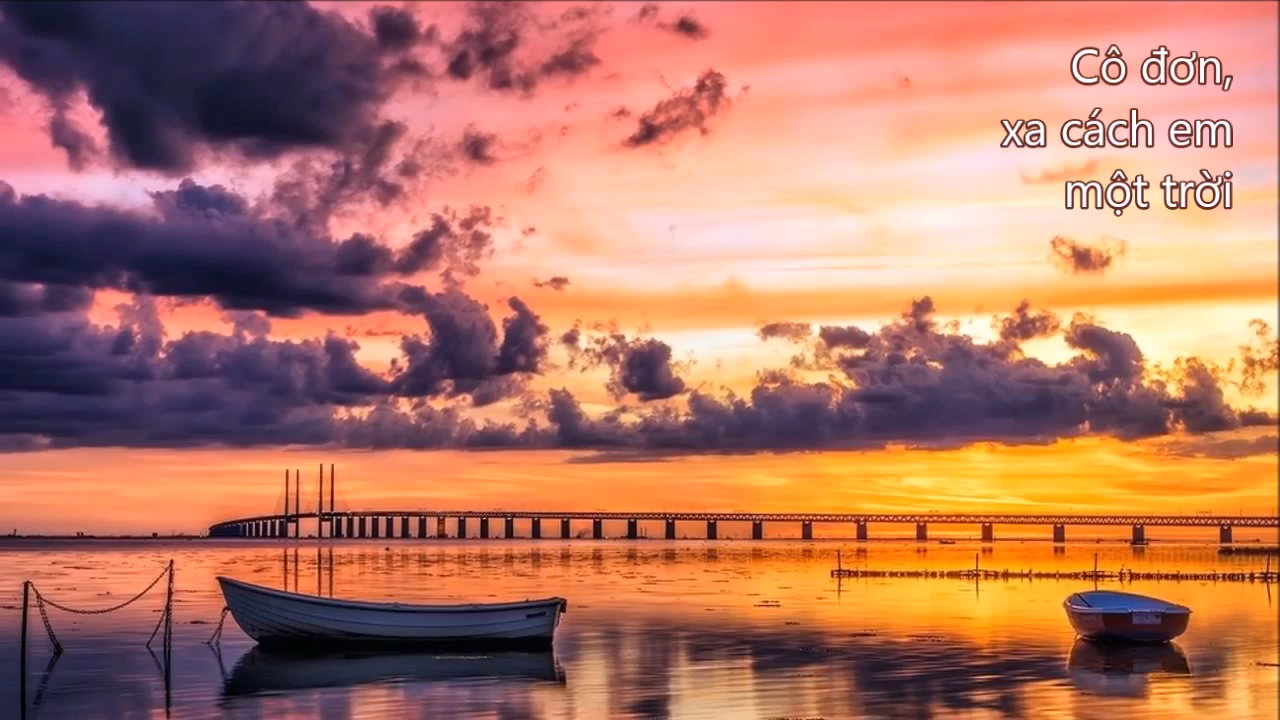 Cô đơn,
xa cách em
một trời